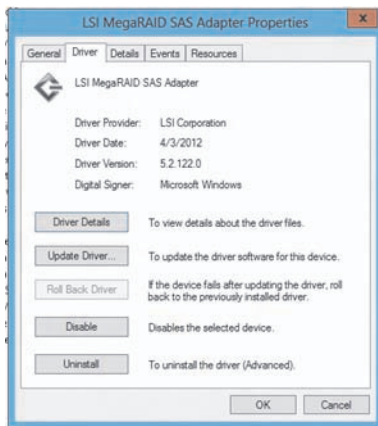 LSI MegaRAID SAS Adapter Properties
x
General Driver Details Events Resources
LSI MegaRAID SAS Adapter
Driver Provider: LSI Corporation
Driver Date: 4/3/2012
Driver Version: 5.2.122.0
Digital Signer: Microsoft Windows
Driver Details To view details about the driver files.
Update Driver... To update the driver software for this device.
Roll Back Driver If the device fails after updating the driver, roll
back to the previously installed driver.
Disable Disables the selected device.
Uninstall To uninstall the driver (Advanced).
OK Cancel